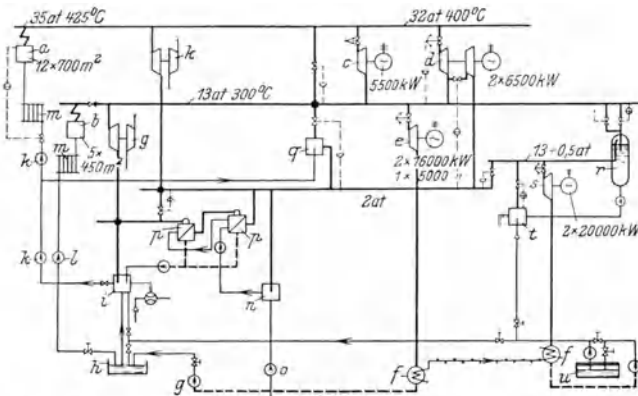 35at 425°C
32at 400°C
a
12×700m²
k
c
5500kW
d
2×6500kW
m
13at 300°C
b
5×
450m²
m
g
k
q
e
2×16000kW
1×5000
13÷0,5at
r
s
2×20000kW
2at
t
p
p
k
l
i
n
h
g
o
f
f
u